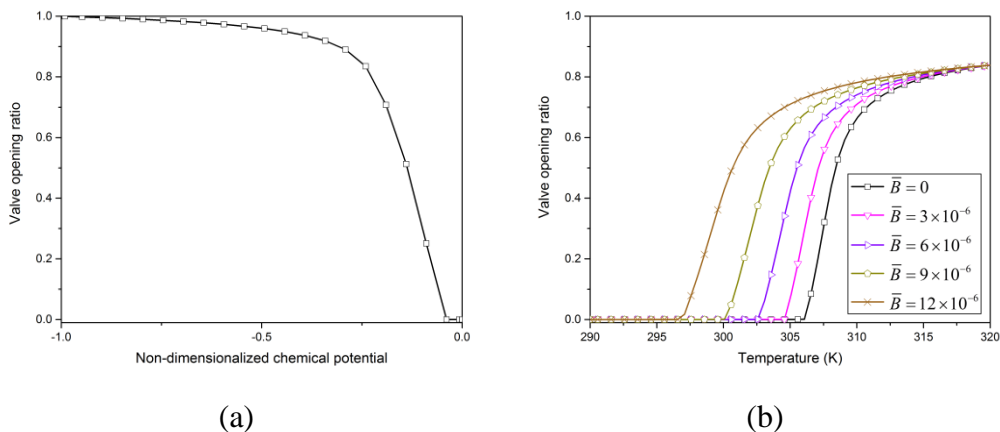 1.0
0.8
0.6
0.4
0.2
0.0
Valve opening ratio
-1.0 -0.5 0.0
Non-dimensionalized chemical potential
(a)
1.0
0.8
0.6
0.4
0.2
0.0
Valve opening ratio
B̅ = 0
B̅ = 3×10⁻⁶
B̅ = 6×10⁻⁶
B̅ = 9×10⁻⁶
B̅ = 12×10⁻⁶
290 295 300 305 310 315 320
Temperature (K)
(b)